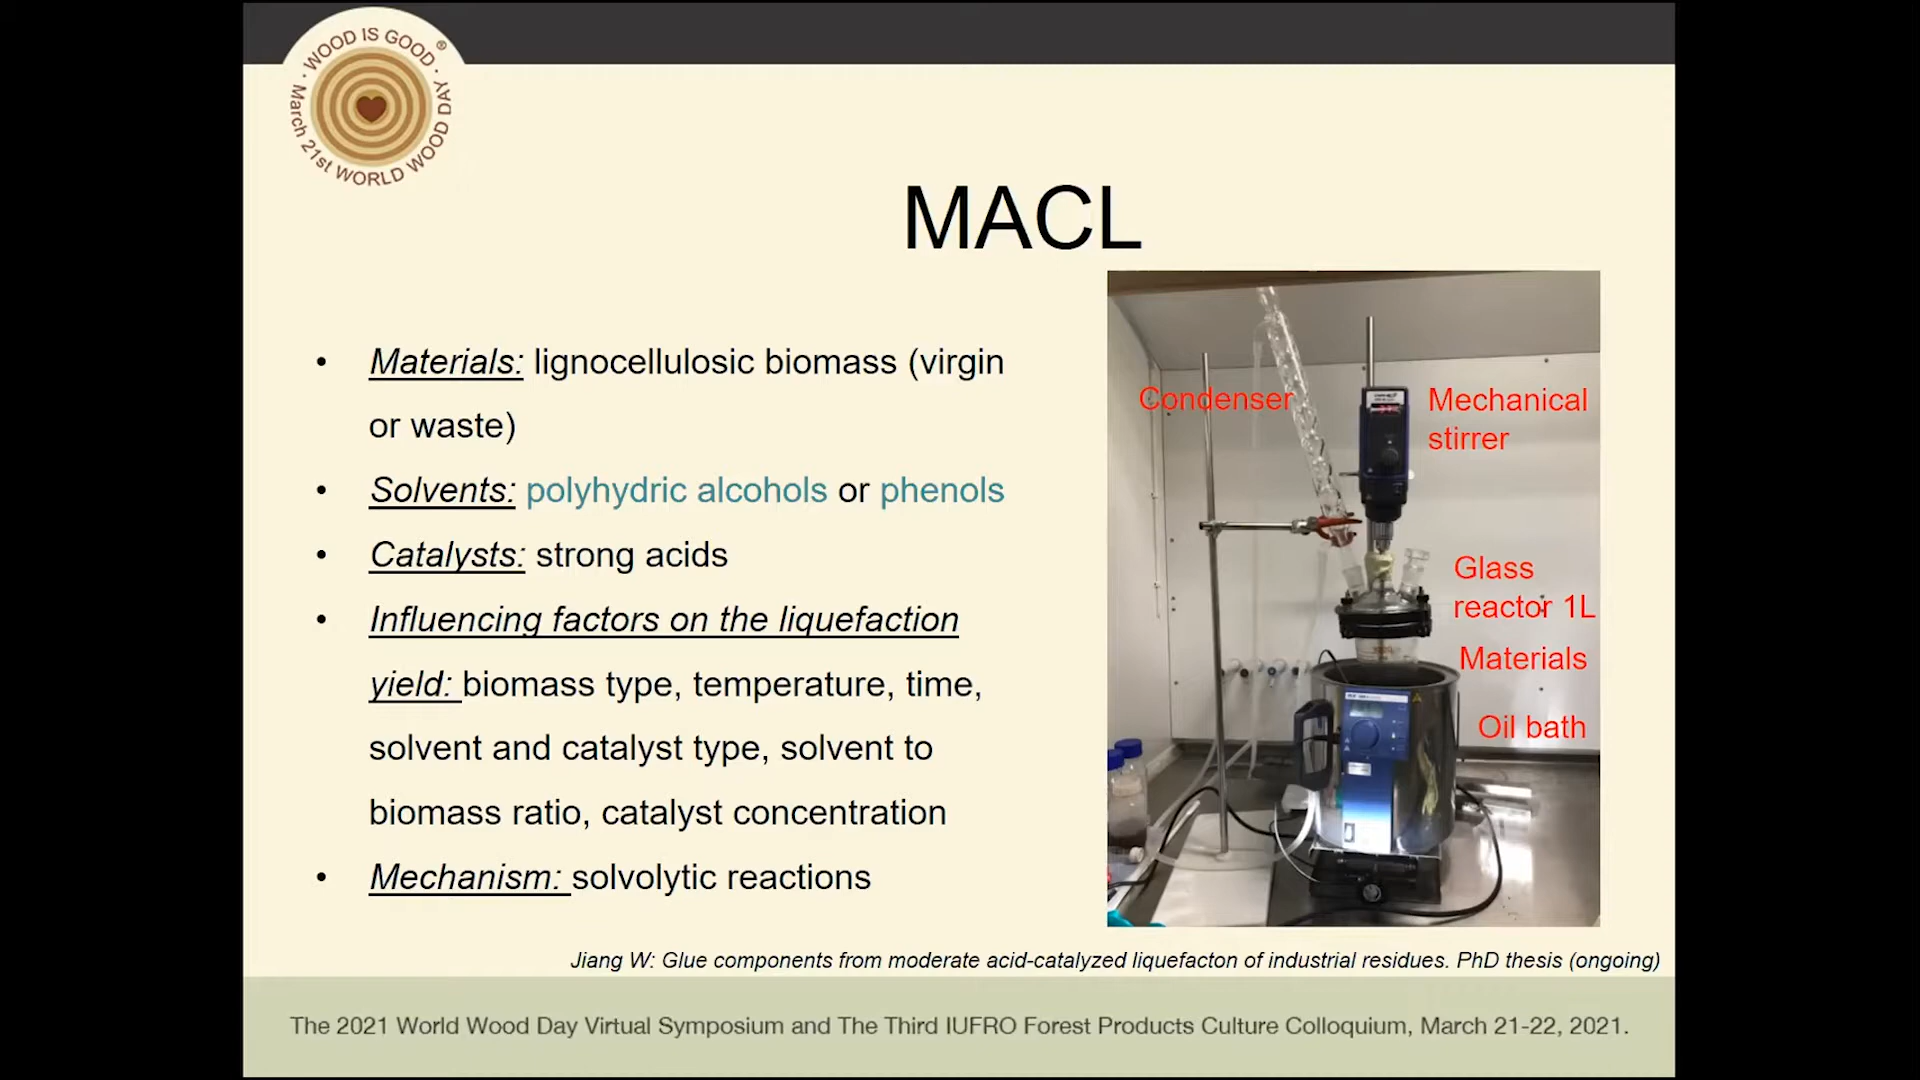 WOOD IS GOOD ®
March 21st WORLD WOOD DAY
MACL
• Materials: lignocellulosic biomass (virgin
or waste)
• Solvents: polyhydric alcohols or phenols
• Catalysts: strong acids
• Influencing factors on the liquefaction
yield: biomass type, temperature, time,
solvent and catalyst type, solvent to
biomass ratio, catalyst concentration
• Mechanism: solvolytic reactions
Condenser
Mechanical
stirrer
Glass
reactor 1L
Materials
Oil bath
Jiang W: Glue components from moderate acid-catalyzed liquefacton of industrial residues. PhD thesis (ongoing)
The 2021 World Wood Day Virtual Symposium and The Third IUFRO Forest Products Culture Colloquium, March 21-22, 2021.